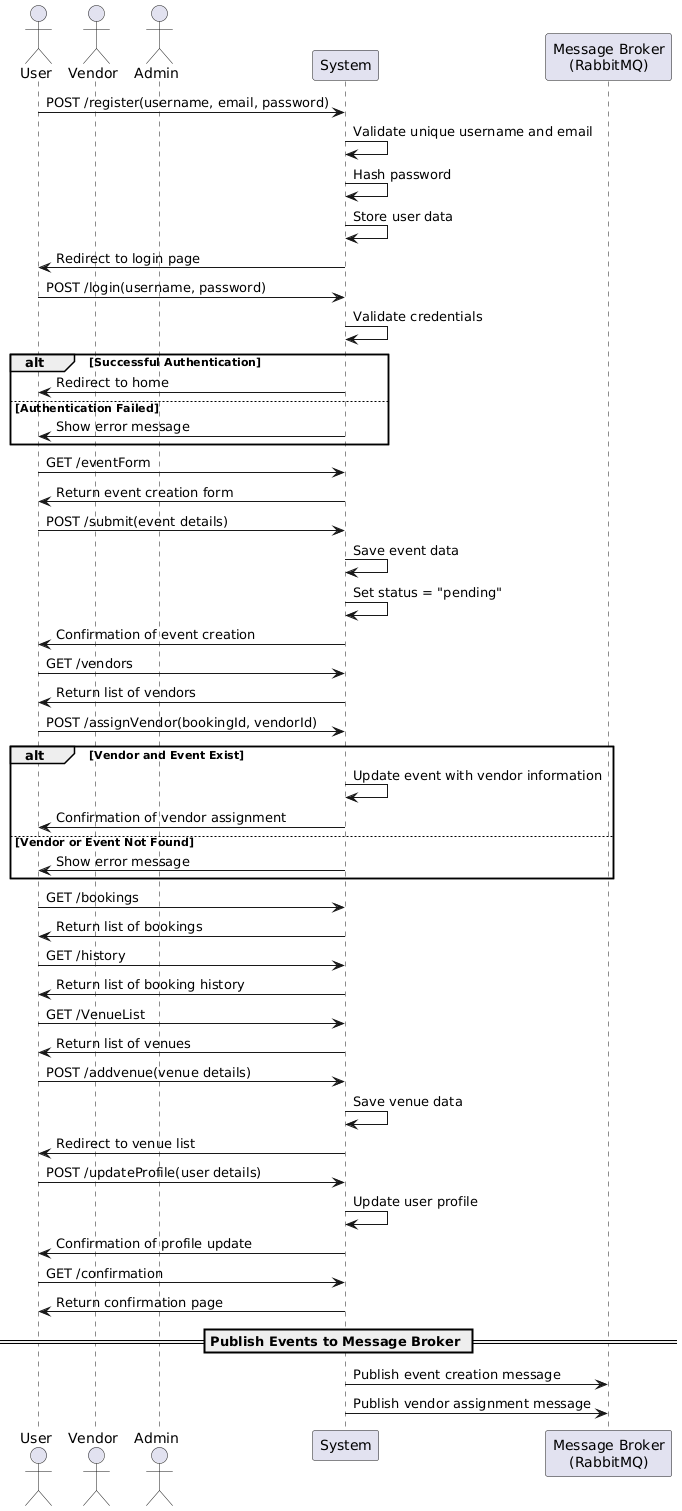 User Vendor Admin System Message Broker
(RabbitMQ)
POST /register(username, email, password)
Validate unique username and email
Hash password
Store user data
Redirect to login page
POST /login(username, password)
Validate credentials
alt [Successful Authentication]
Redirect to home
[Authentication Failed]
Show error message
GET /eventForm
Return event creation form
POST /submit(event details)
Save event data
Set status = "pending"
Confirmation of event creation
GET /vendors
Return list of vendors
POST /assignVendor(bookingId, vendorId)
alt [Vendor and Event Exist]
Update event with vendor information
Confirmation of vendor assignment
[Vendor or Event Not Found]
Show error message
GET /bookings
Return list of bookings
GET /history
Return list of booking history
GET /VenueList
Return list of venues
POST /addvenue(venue details)
Save venue data
Redirect to venue list
POST /updateProfile(user details)
Update user profile
Confirmation of profile update
GET /confirmation
Return confirmation page
Publish Events to Message Broker
Publish event creation message
Publish vendor assignment message
User Vendor Admin System Message Broker
(RabbitMQ)